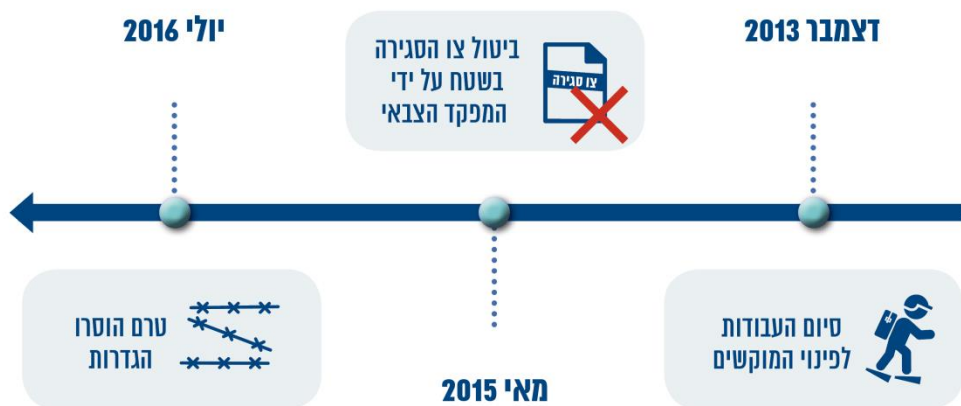 דצמבר 2013
סיום העבודות
לפינוי המוקשים
ביטול צו הסגירה
בשטח על ידי
המפקד הצבאי
צו סגירה
מאי 2015
יולי 2016
טרם הוסרו
הגדרות